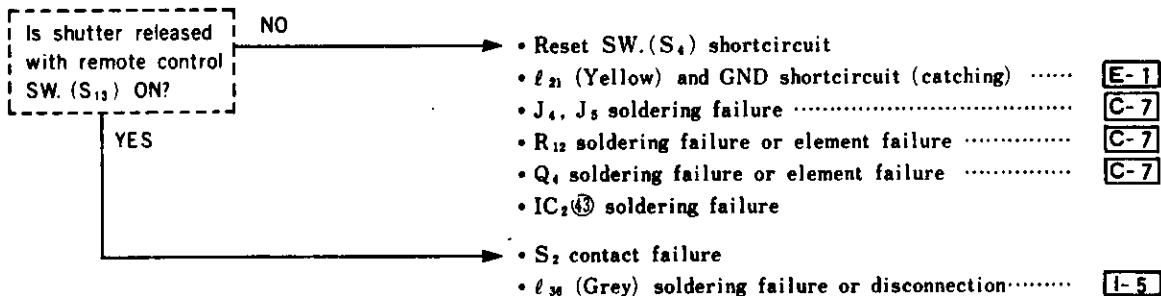 Is shutter released
with remote control
SW. (S₁₃) ON?
NO
YES
• Reset SW. (S₄) shortcircuit
• ℓ₂₁ (Yellow) and GND shortcircuit (catching) ······ E-1
• J₄, J₅ soldering failure ······································ C-7
• R₁₂ soldering failure or element failure ··············· C-7
• Q₄ soldering failure or element failure ··············· C-7
• IC₂㊸ soldering failure
• S₂ contact failure
• ℓ₃₆ (Grey) soldering failure or disconnection········· I-5